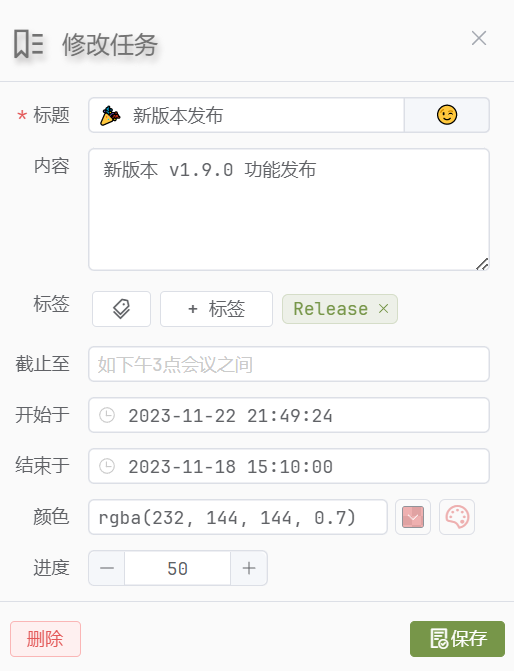 修改任务
* 标题 新版本发布
内容 新版本 v1.9.0 功能发布
标签 + 标签 Release ×
截止至 如下午3点会议之间
开始于 2023-11-22 21:49:24
结束于 2023-11-18 15:10:00
颜色 rgba(232, 144, 144, 0.7)
进度 — 50 +
删除 保存